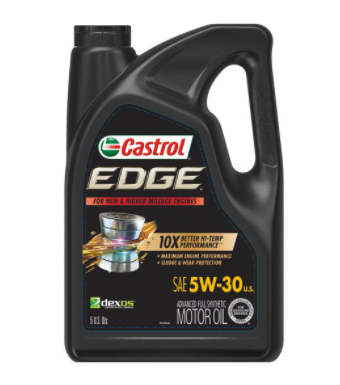 Castrol
EDGE
FOR NEW & HIGHER MILEAGE ENGINES
10X BETTER HI-TEMP
PERFORMANCE
• MAXIMUM ENGINE PERFORMANCE
• SLUDGE & WEAR PROTECTION
SAE 5W-30 U.S.
dexos
ADVANCED FULL SYNTHETIC
MOTOR OIL
5 U.S. Qts